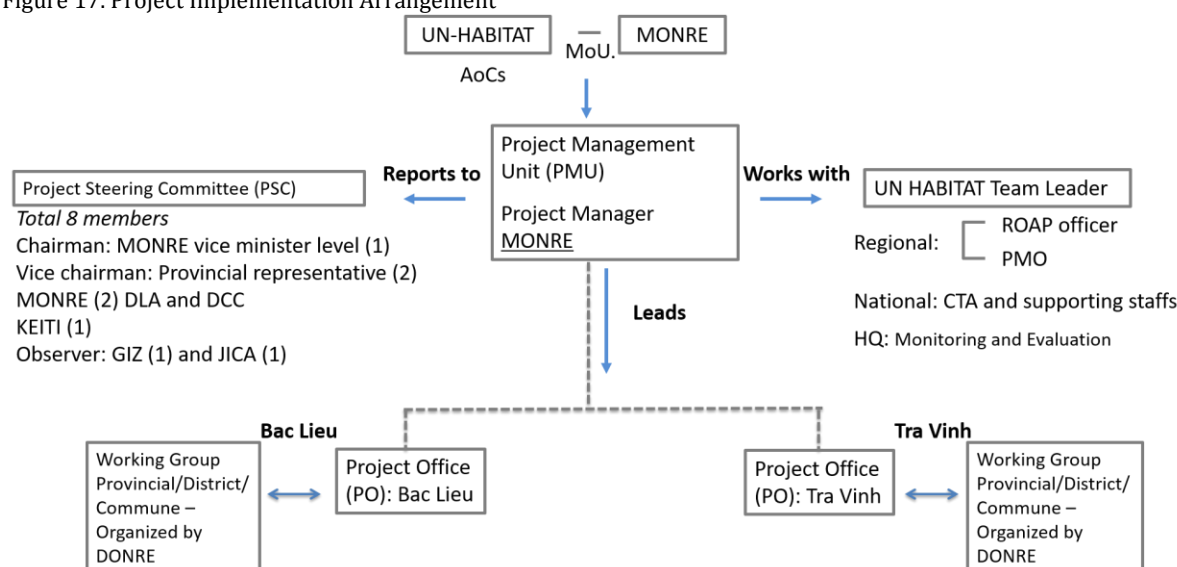 Figure 17. Project Implementation Arrangement
UN-HABITAT
MoU.
MONRE
AoCs
Project Management
Unit (PMU)
Project Manager
MONRE
Reports to
Works with
Project Steering Committee (PSC)
Total 8 members
Chairman: MONRE vice minister level (1)
Vice chairman: Provincial representative (2)
MONRE (2) DLA and DCC
KEITI (1)
Observer: GIZ (1) and JICA (1)
UN HABITAT Team Leader
Regional:
ROAP officer
PMO
National: CTA and supporting staffs
HQ: Monitoring and Evaluation
Leads
Bac Lieu
Working Group
Provincial/District/
Commune –
Organized by
DONRE
Project Office
(PO): Bac Lieu
Tra Vinh
Project Office
(PO): Tra Vinh
Working Group
Provincial/District/
Commune –
Organized by
DONRE